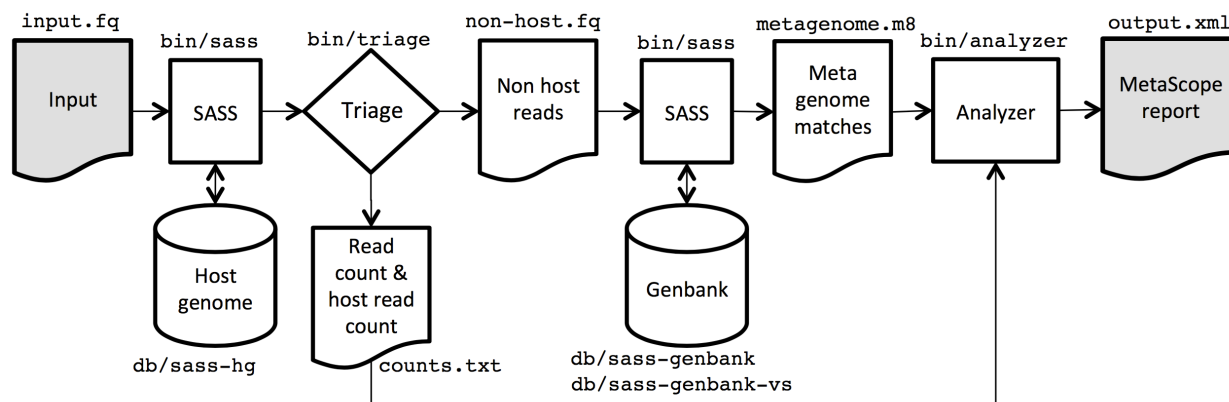 input.fq
bin/sass
bin/triage
non-host.fq
bin/sass
metagenome.m8
bin/analyzer
output.xml
Input
SASS
Triage
Non host
reads
SASS
Meta
genome
matches
Analyzer
MetaScope
report
Host
genome
db/sass-hg
Read
count &
host read
count
counts.txt
Genbank
db/sass-genbank
db/sass-genbank-vs